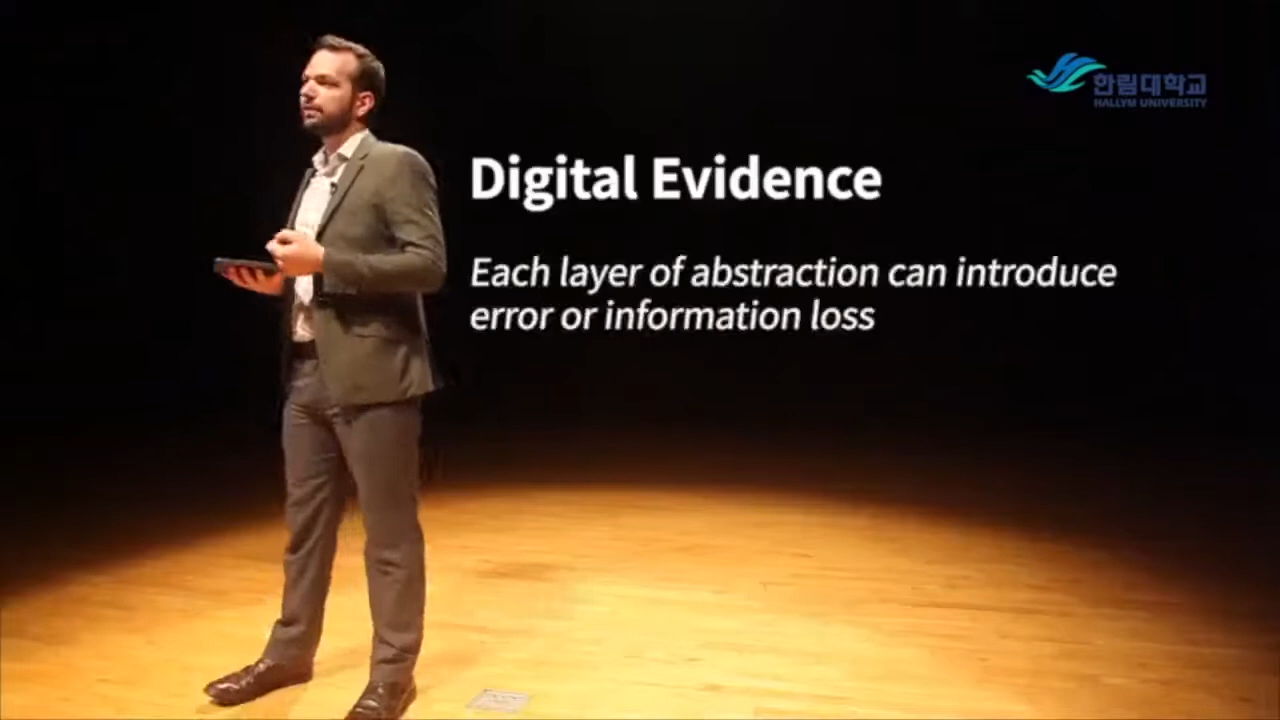 한림대학교
HALLYM UNIVERSITY
Digital Evidence
Each layer of abstraction can introduce
error or information loss